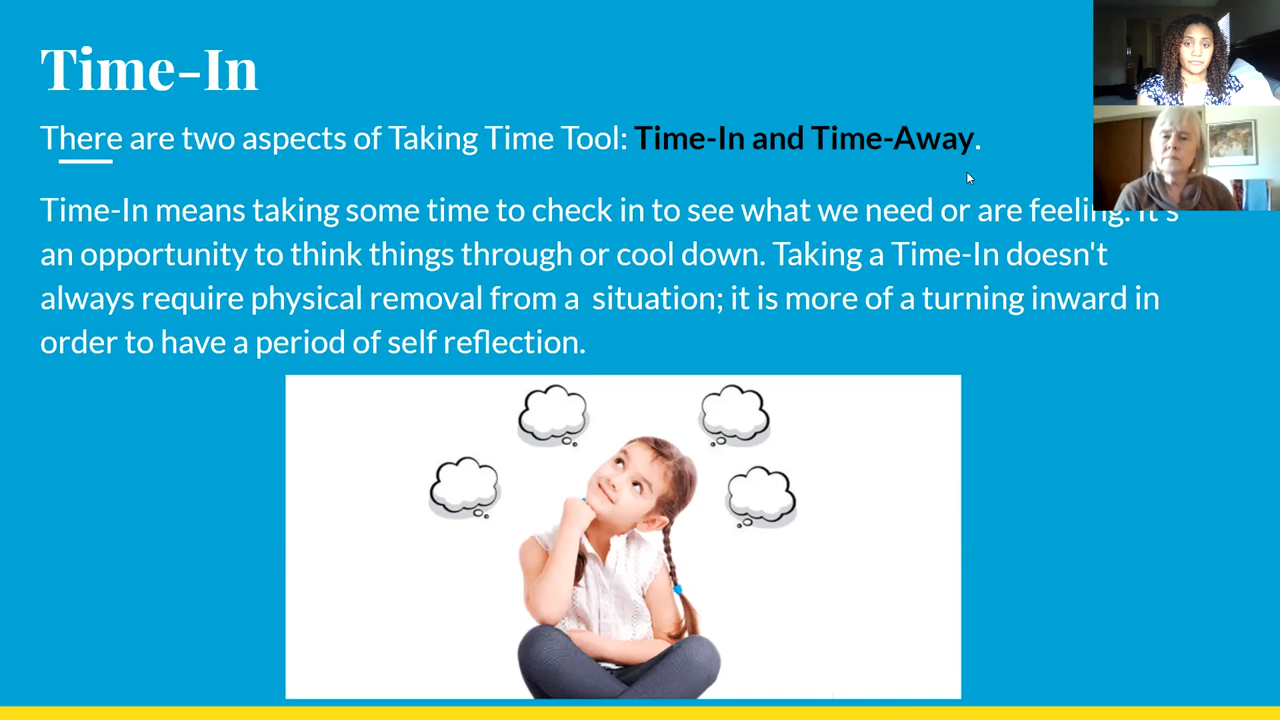 Time-In
There are two aspects of Taking Time Tool: Time-In and Time-Away.
Time-In means taking some time to check in to see what we need or are feeling. It's
an opportunity to think things through or cool down. Taking a Time-In doesn't
always require physical removal from a situation; it is more of a turning inward in
order to have a period of self reflection.